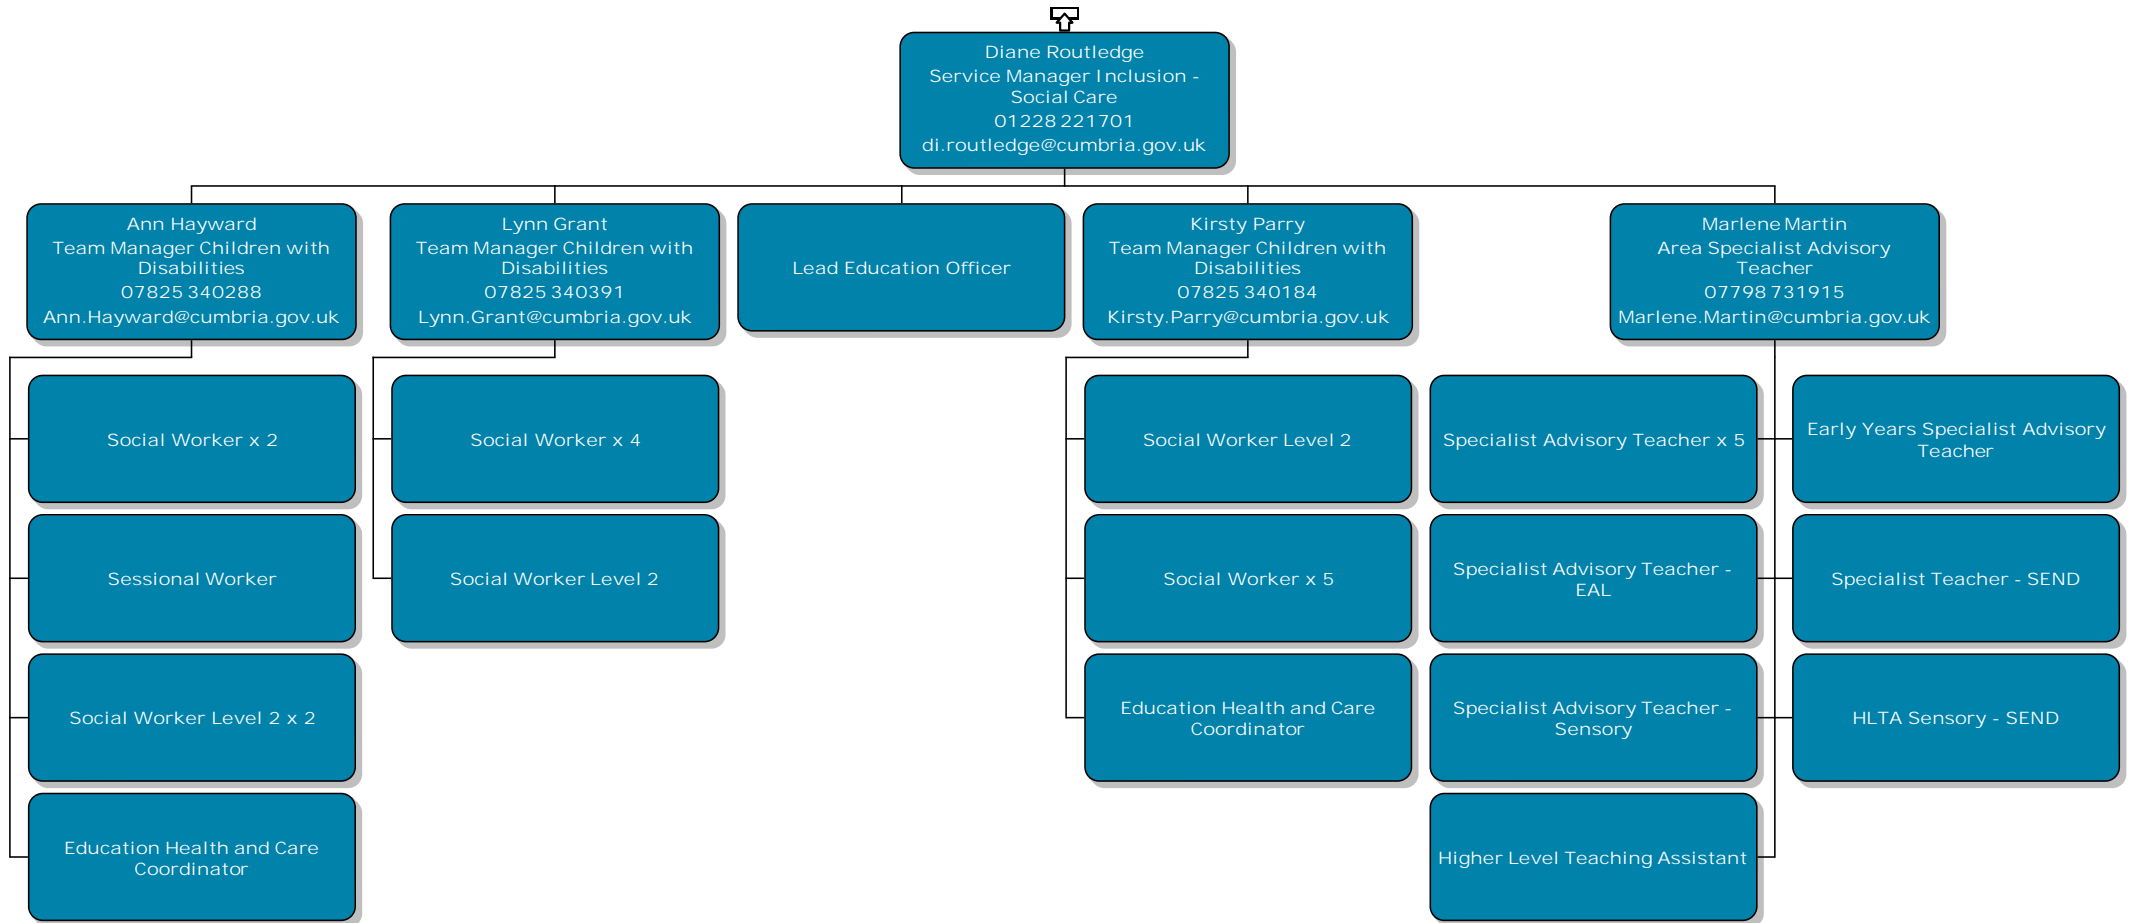 Diane Routledge
Service Manager Inclusion -
Social Care
01228 221701
di.routledge@cumbria.gov.uk
Ann Hayward
Team Manager Children with
Disabilities
07825 340288
Ann.Hayward@cumbria.gov.uk
Lynn Grant
Team Manager Children with
Disabilities
07825 340391
Lynn.Grant@cumbria.gov.uk
Lead Education Officer
Kirsty Parry
Team Manager Children with
Disabilities
07825 340184
Kirsty.Parry@cumbria.gov.uk
Marlene Martin
Area Specialist Advisory
Teacher
07798 731915
Marlene.Martin@cumbria.gov.uk
Social Worker x 2
Sessional Worker
Social Worker Level 2 x 2
Education Health and Care
Coordinator
Social Worker x 4
Social Worker Level 2
Social Worker Level 2
Social Worker x 5
Education Health and Care
Coordinator
Specialist Advisory Teacher x 5
Specialist Advisory Teacher -
EAL
Specialist Advisory Teacher -
Sensory
Higher Level Teaching Assistant
Early Years Specialist Advisory
Teacher
Specialist Teacher - SEND
HLTA Sensory - SEND